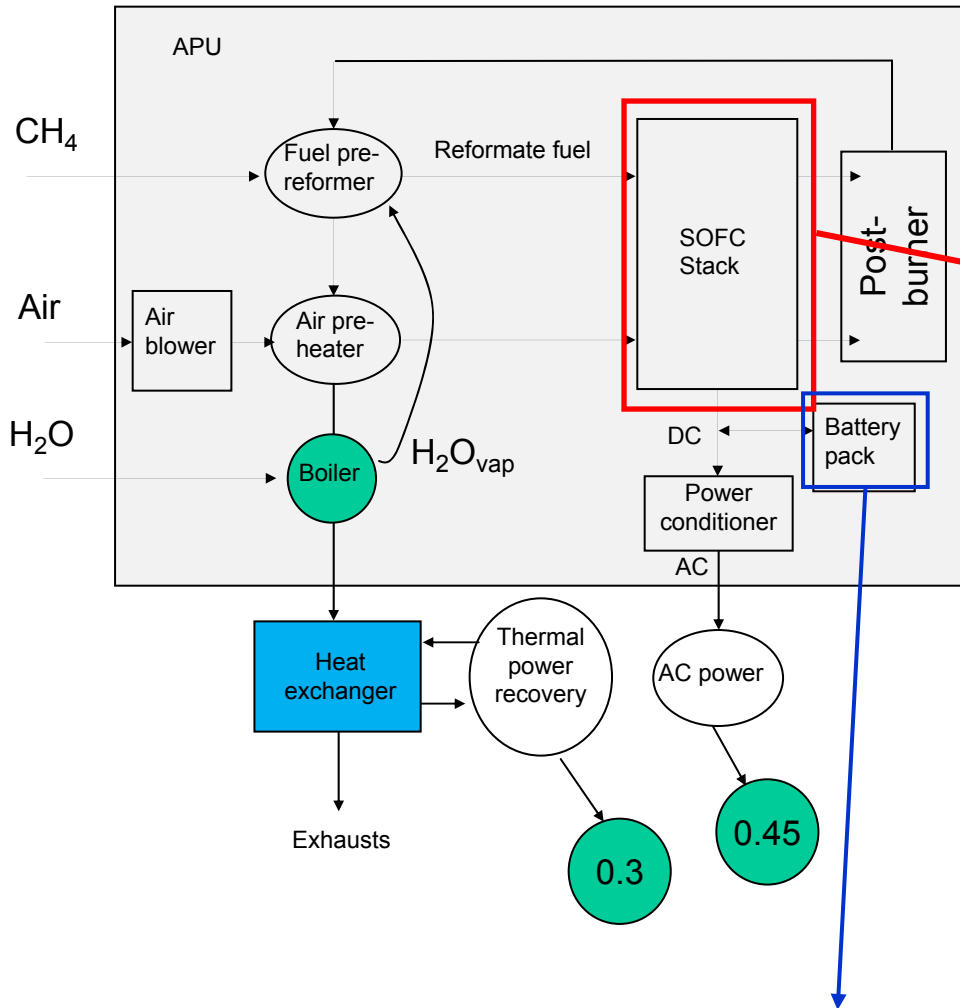 APU
CH₄
Fuel pre-
reformer
Reformate fuel
SOFC
Stack
Post-
burner
Air
Air
blower
Air pre-
heater
H₂O
Boiler
H₂Ovap
DC
Battery
pack
Power
conditioner
AC
Heat
exchanger
Thermal
power
recovery
AC power
Exhausts
0.3
0.45